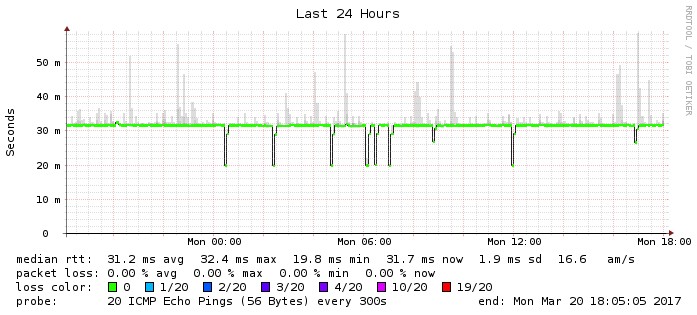 Last 24 Hours
RRDTOOL / TOBI OETIKER
Seconds
50 m
40 m
30 m
20 m
10 m
0
Mon 00:00 Mon 06:00 Mon 12:00 Mon 18:00
median rtt: 31.2 ms avg 32.4 ms max 19.8 ms min 31.7 ms now 1.9 ms sd 16.6 am/s
packet loss: 0.00 % avg 0.00 % max 0.00 % min 0.00 % now
loss color: 0 1/20 2/20 3/20 4/20 10/20 19/20
probe: 20 ICMP Echo Pings (56 Bytes) every 300s end: Mon Mar 20 18:05:05 2017